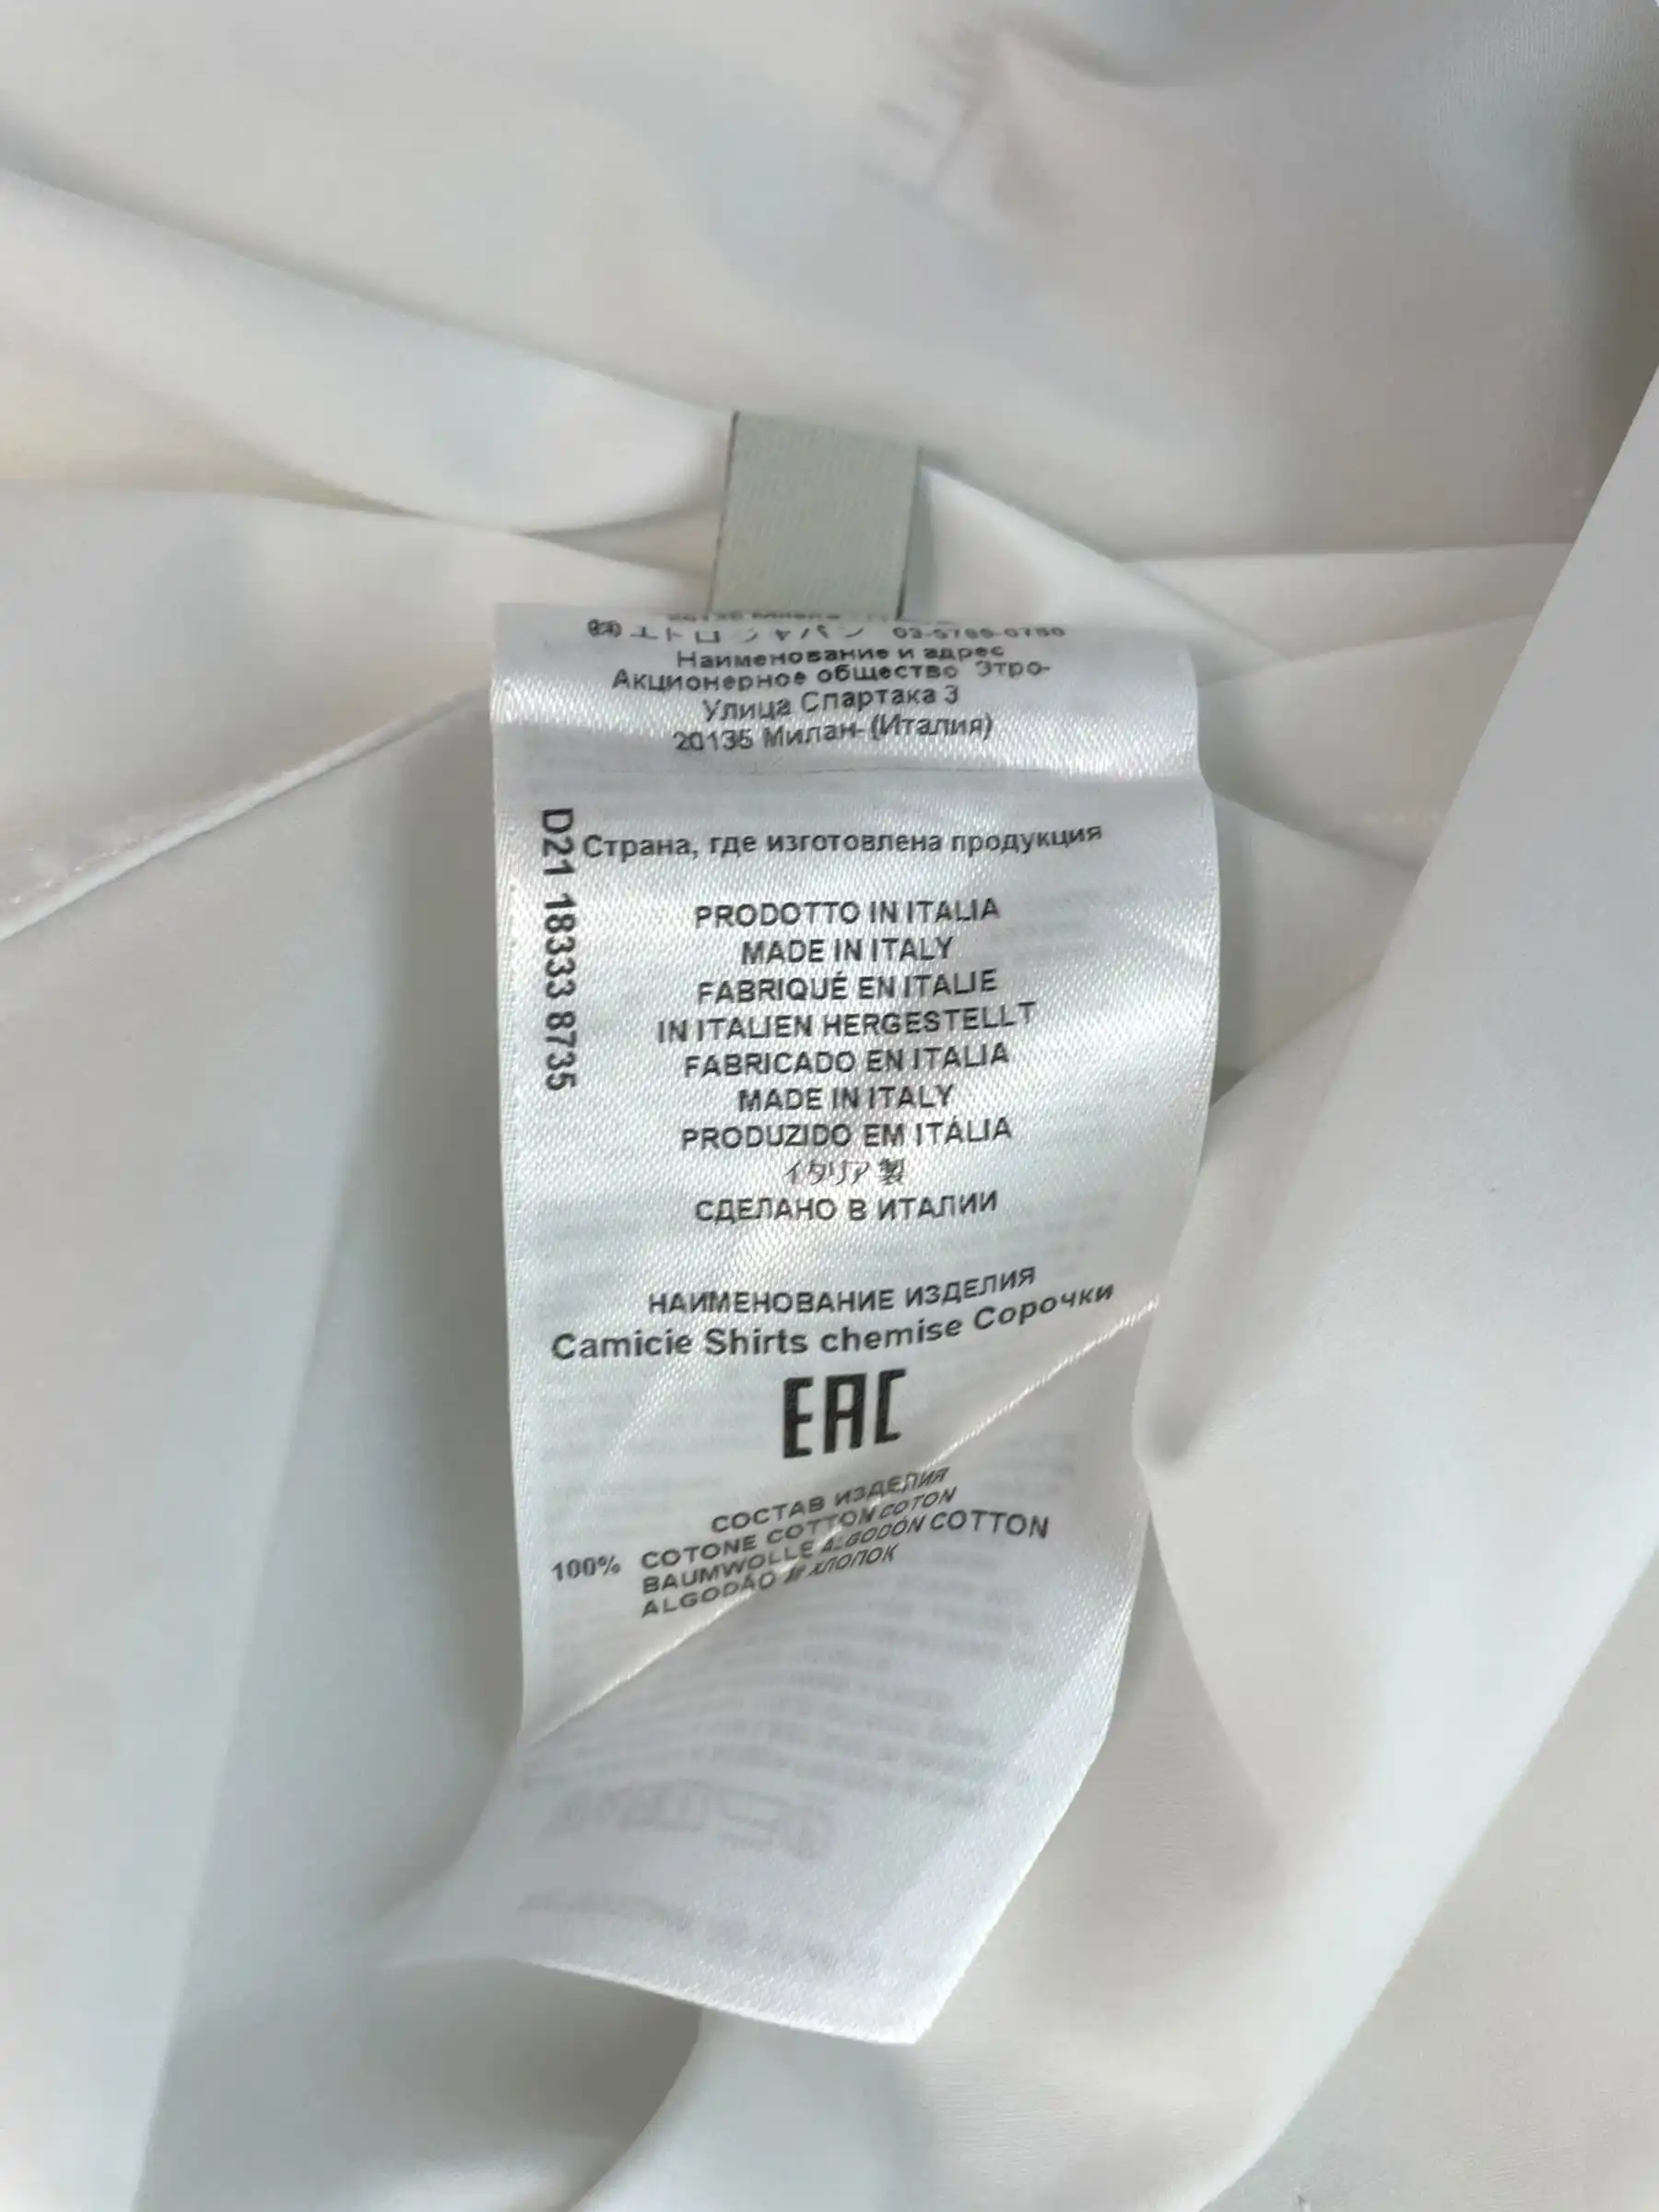 エトロ ジャパン 03-5766-0780
Наименование и адрес
Акционерное общество Этро-
Улица Спартака 3
20135 Милан- (Италия)
D21 18333 8735
Страна, где изготовлена продукция
PRODOTTO IN ITALIA
MADE IN ITALY
FABRIQUÉ EN ITALIE
IN ITALIEN HERGESTELLT
FABRICADO EN ITALIA
MADE IN ITALY
PRODUZIDO EM ITÁLIA
イタリア製
СДЕЛАНО В ИТАЛИИ
НАИМЕНОВАНИЕ ИЗДЕЛИЯ
Camicie Shirts chemise Сорочки
EAC
СОСТАВ ИЗДЕЛИЯ
100% COTONE COTTON COTON
BAUMWOLLE ALGODÓN COTTON
ALGODÃO 綿 ХЛОПОК